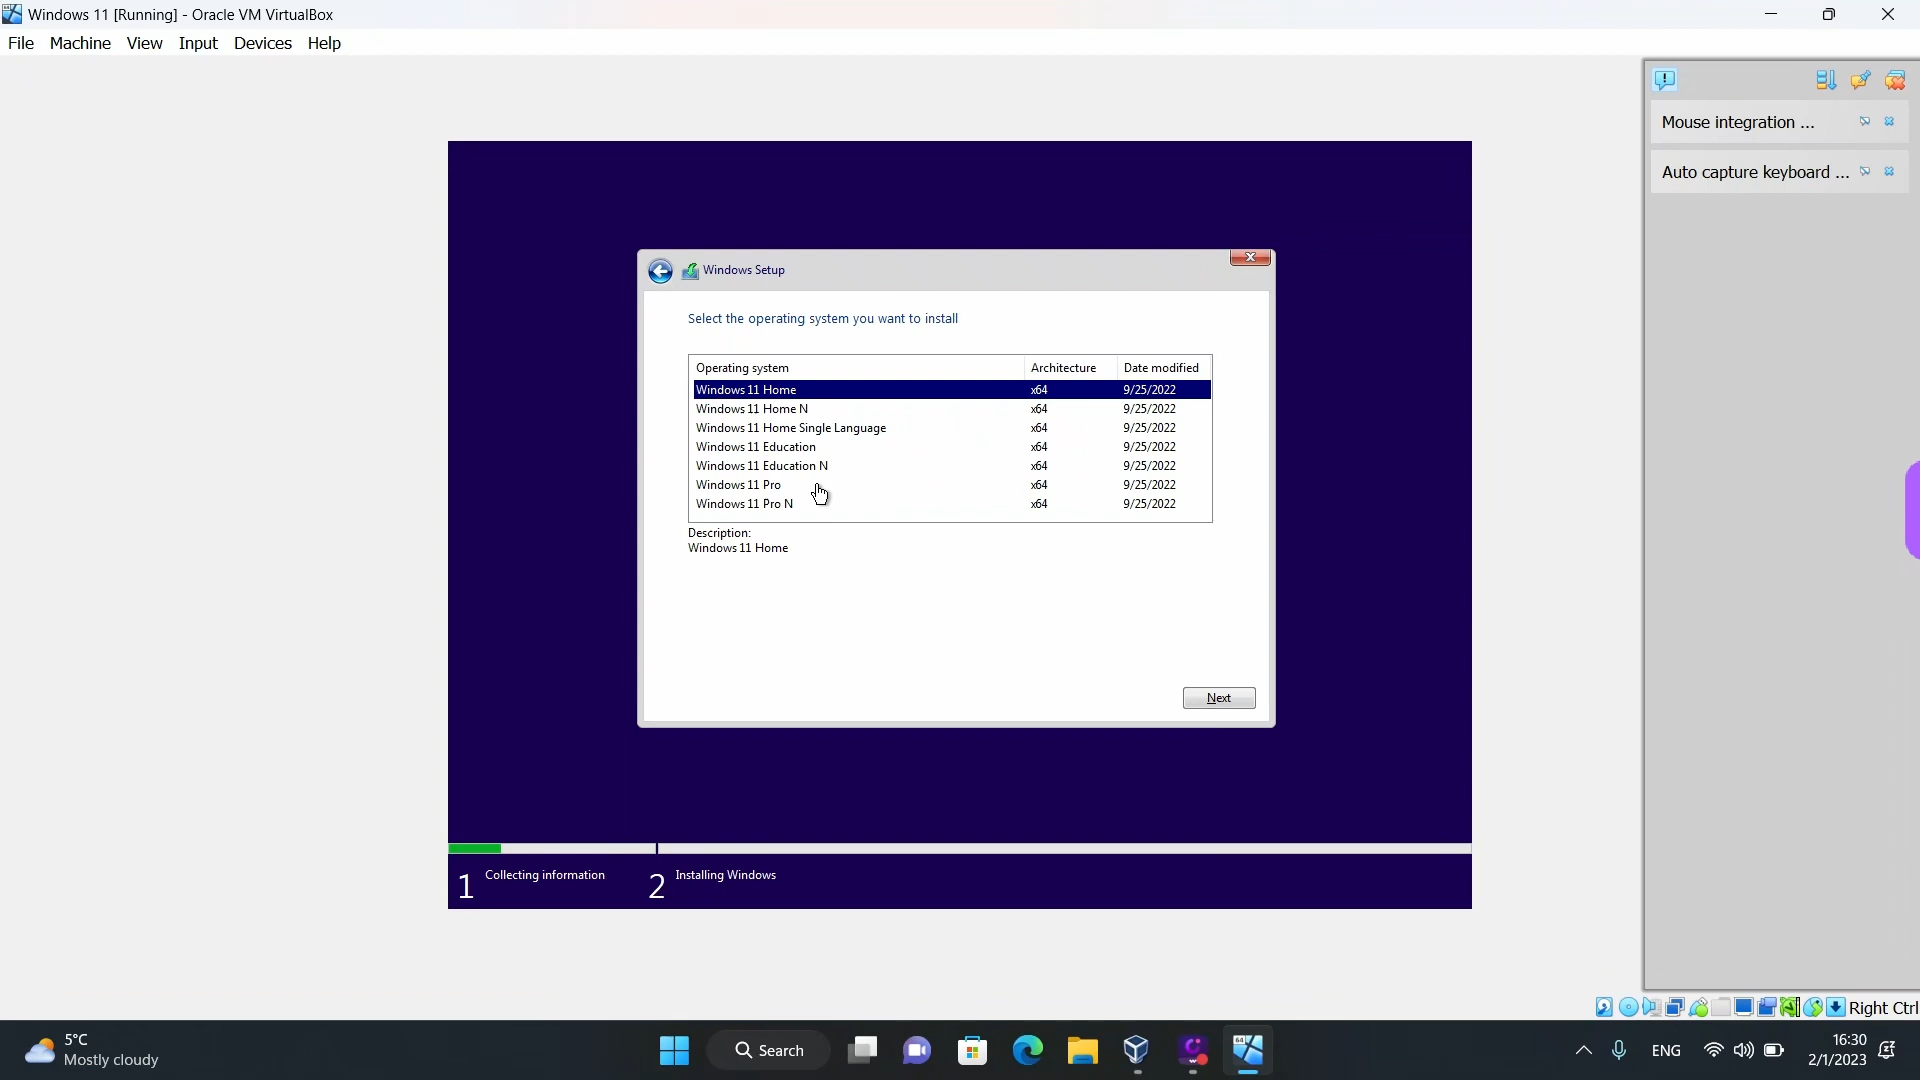 Windows 11 [Running] - Oracle VM VirtualBox
File Machine View Input Devices Help
Mouse integration ...
Auto capture keyboard ...
Windows Setup
Select the operating system you want to install
Operating system Architecture Date modified
Windows 11 Home x64 9/25/2022
Windows 11 Home N x64 9/25/2022
Windows 11 Home Single Language x64 9/25/2022
Windows 11 Education x64 9/25/2022
Windows 11 Education N x64 9/25/2022
Windows 11 Pro x64 9/25/2022
Windows 11 Pro N x64 9/25/2022
Description:
Windows 11 Home
Next
1 Collecting information 2 Installing Windows
Right Ctrl
5°C
Mostly cloudy
Search
ENG
16:30
2/1/2023